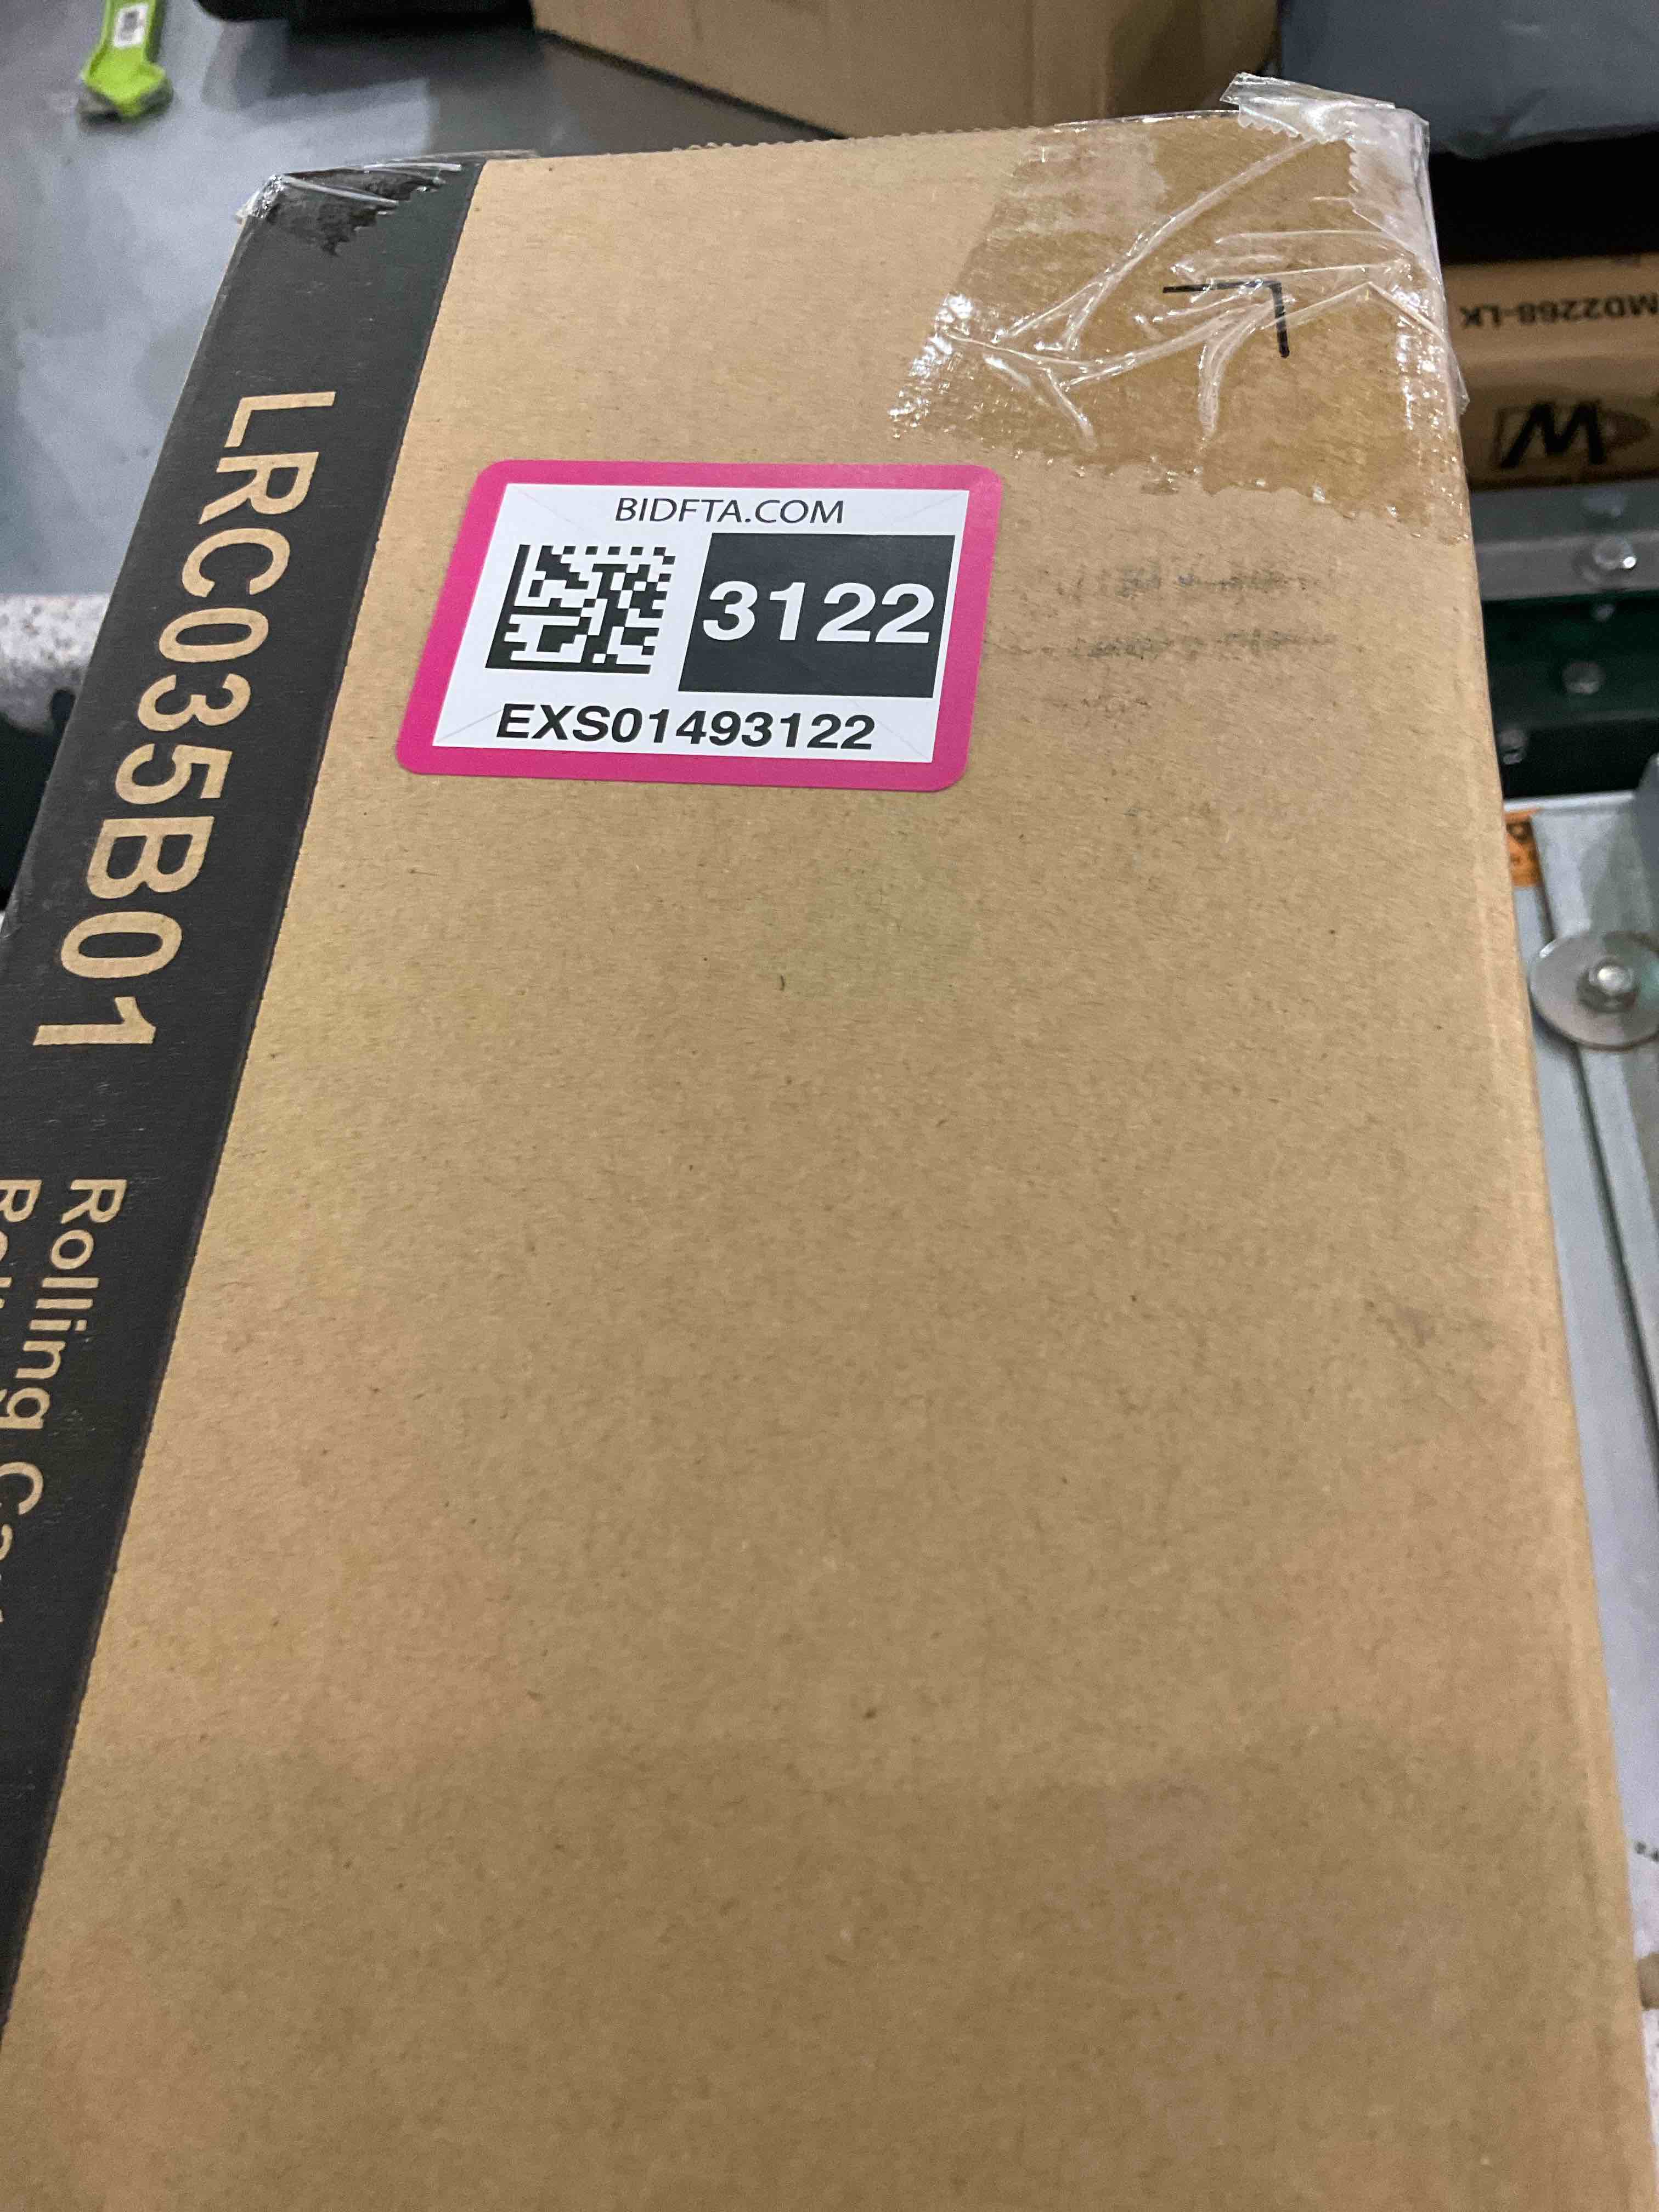 BIDFTA.COM
3122
EXS01493122
LRC035B01
Rolling
MD2268-LK